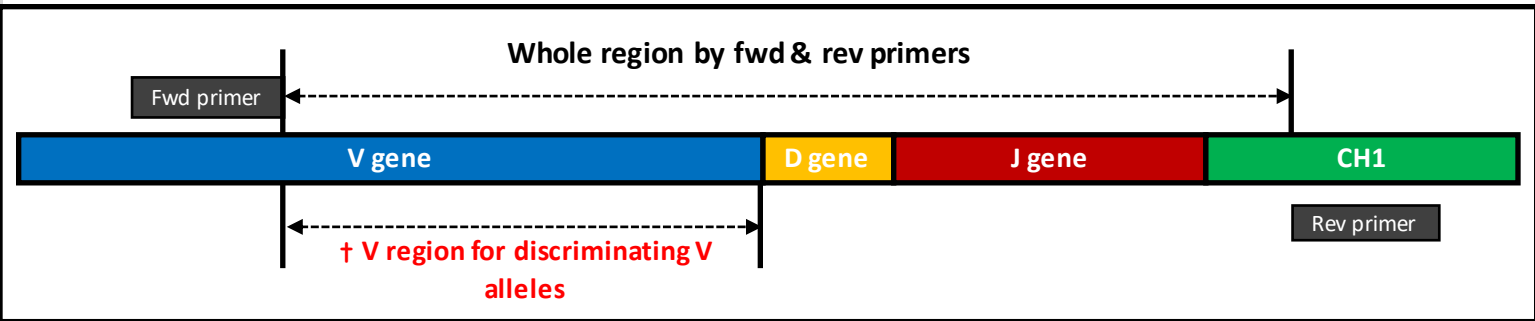 Whole region by fwd & rev primers
Fwd primer
V gene
D gene
J gene
CH1
Rev primer
† V region for discriminating V
alleles